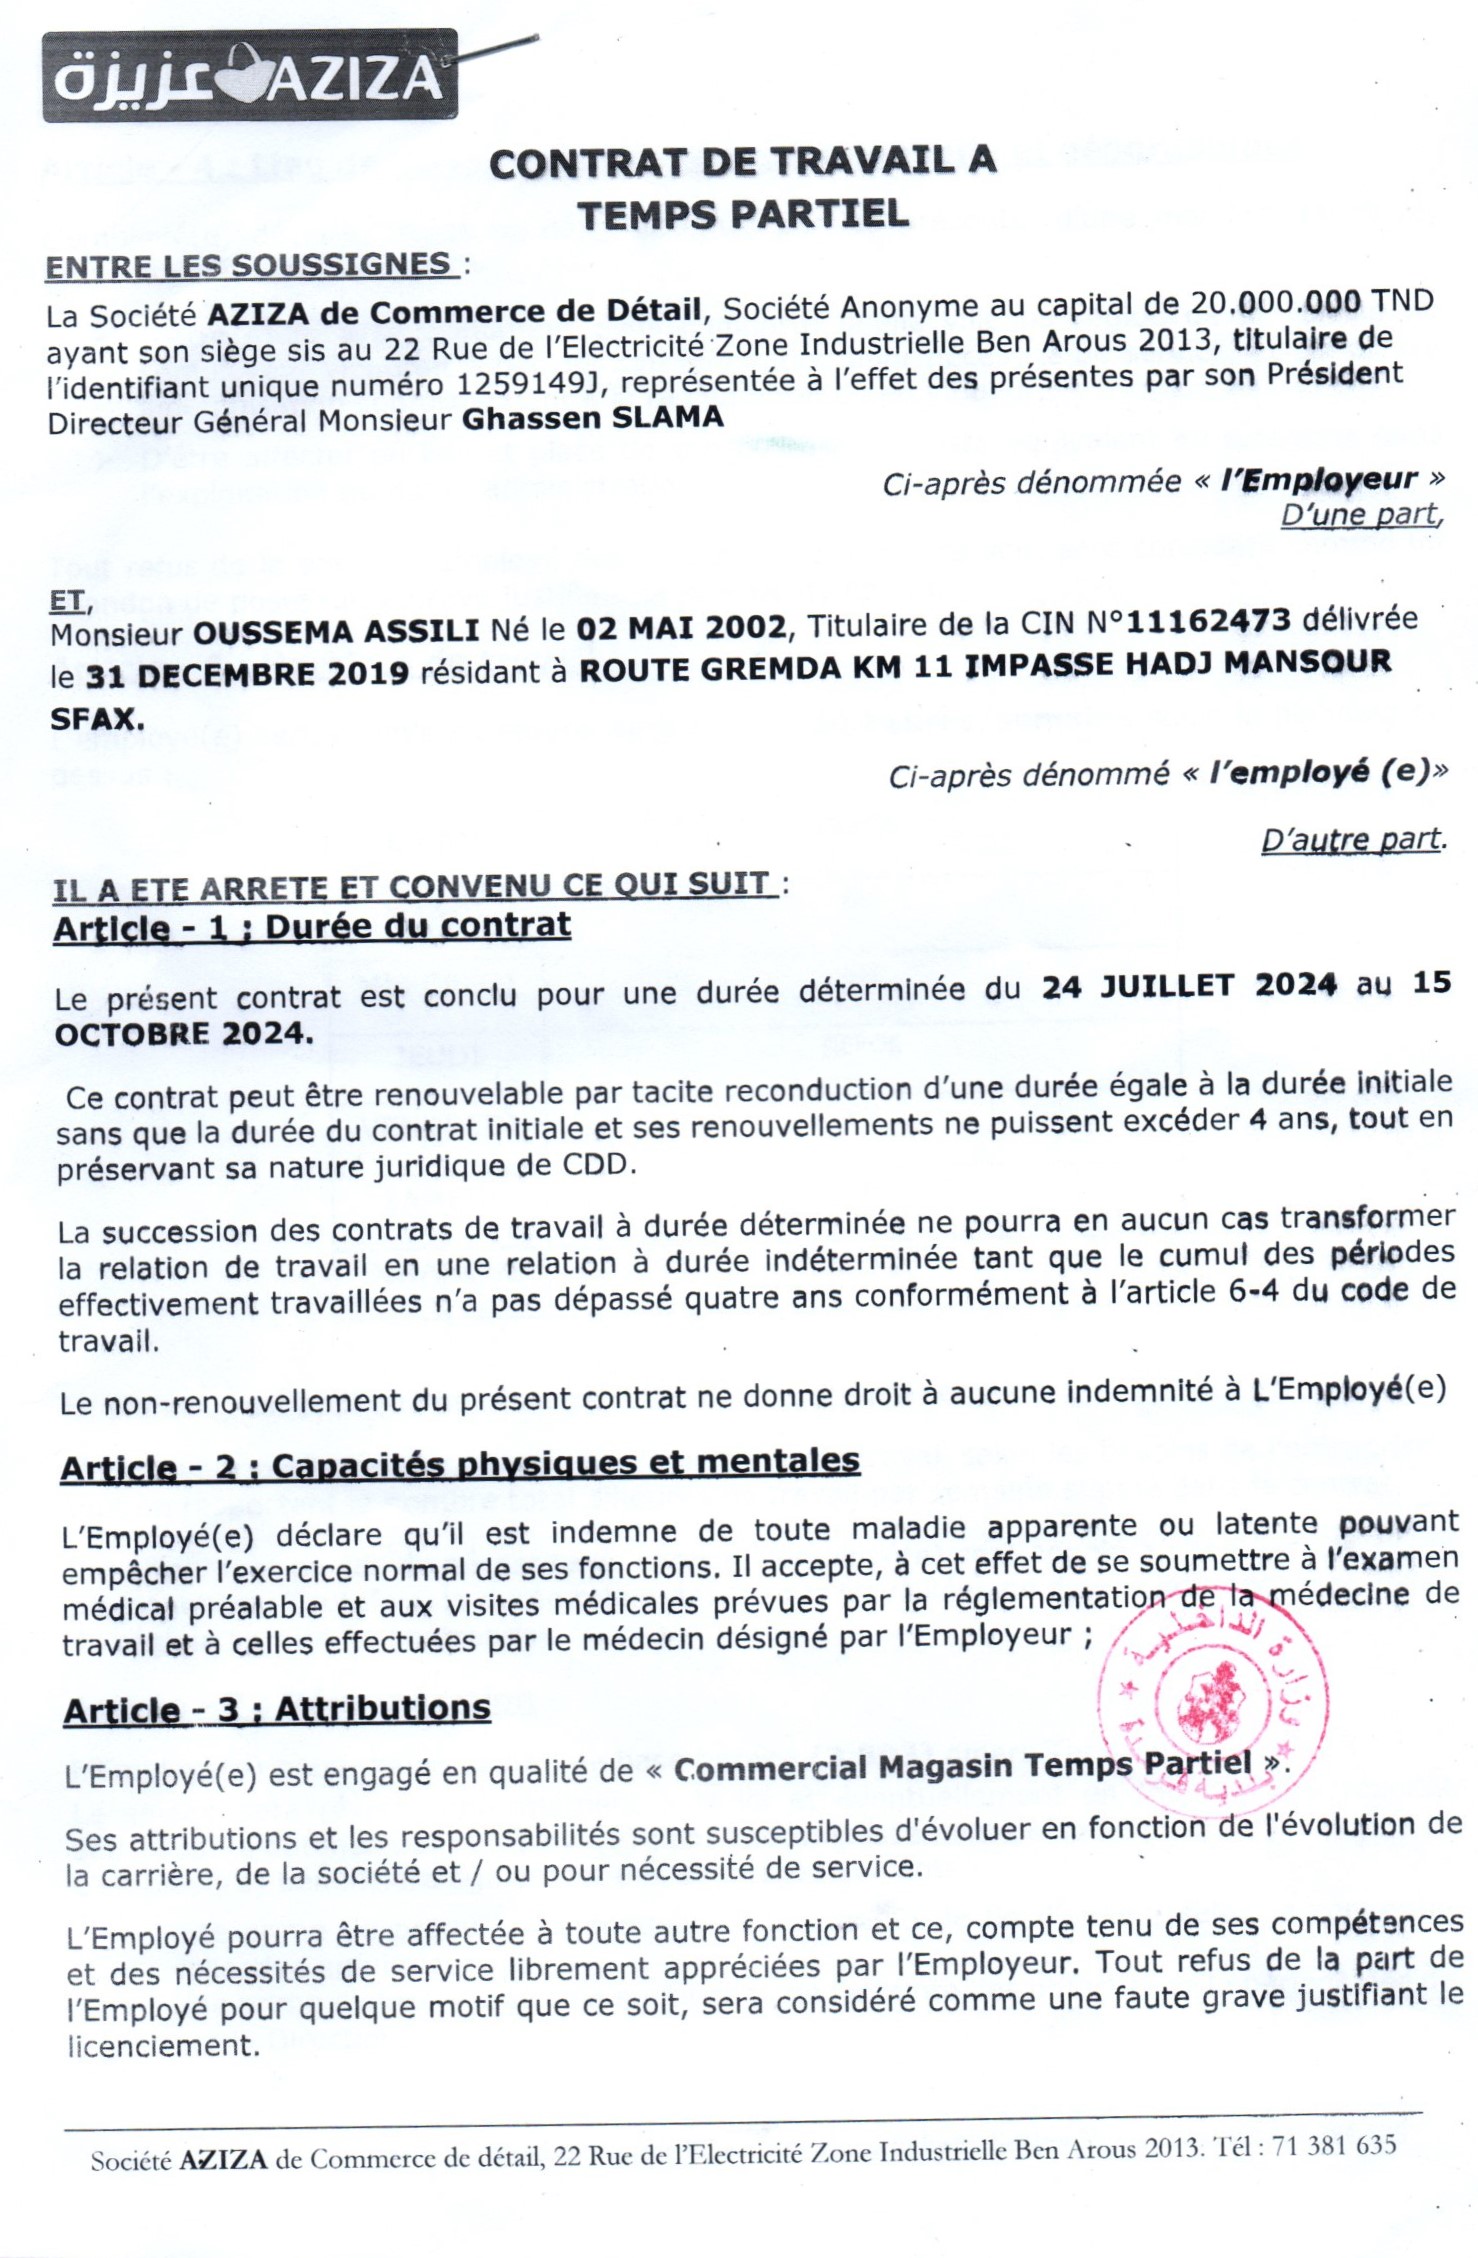 عزيزة AZIZA
CONTRAT DE TRAVAIL A
TEMPS PARTIEL
ENTRE LES SOUSSIGNES :
La Société AZIZA de Commerce de Détail, Société Anonyme au capital de 20.000.000 TND
ayant son siège sis au 22 Rue de l'Electricité Zone Industrielle Ben Arous 2013, titulaire de
l'identifiant unique numéro 1259149J, représentée à l'effet des présentes par son Président
Directeur Général Monsieur Ghassen SLAMA
Ci-après dénommée « l'Employeur »
D'une part,
ET,
Monsieur OUSSEMA ASSILI Né le 02 MAI 2002, Titulaire de la CIN N°11162473 délivrée
le 31 DECEMBRE 2019 résidant à ROUTE GREMDA KM 11 IMPASSE HADJ MANSOUR
SFAX.
Ci-après dénommé « l'employé (e)»
D'autre part.
IL A ETE ARRETE ET CONVENU CE QUI SUIT :
Article - 1 : Durée du contrat
Le présent contrat est conclu pour une durée déterminée du 24 JUILLET 2024 au 15
OCTOBRE 2024.
Ce contrat peut être renouvelable par tacite reconduction d'une durée égale à la durée initiale
sans que la durée du contrat initiale et ses renouvellements ne puissent excéder 4 ans, tout en
préservant sa nature juridique de CDD.
La succession des contrats de travail à durée déterminée ne pourra en aucun cas transformer
la relation de travail en une relation à durée indéterminée tant que le cumul des périodes
effectivement travaillées n'a pas dépassé quatre ans conformément à l'article 6-4 du code de
travail.
Le non-renouvellement du présent contrat ne donne droit à aucune indemnité à L'Employé(e)
Article - 2 : Capacités physiques et mentales
L'Employé(e) déclare qu'il est indemne de toute maladie apparente ou latente pouvant
empêcher l'exercice normal de ses fonctions. Il accepte, à cet effet de se soumettre à l'examen
médical préalable et aux visites médicales prévues par la réglementation de la médecine de
travail et à celles effectuées par le médecin désigné par l'Employeur ;
وزارة الداخلية
Article - 3 : Attributions
L'Employé(e) est engagé en qualité de « Commercial Magasin Temps Partiel ».
Ses attributions et les responsabilités sont susceptibles d'évoluer en fonction de l'évolution de
la carrière, de la société et / ou pour nécessité de service.
L'Employé pourra être affectée à toute autre fonction et ce, compte tenu de ses compétences
et des nécessités de service librement appréciées par l'Employeur. Tout refus de la part de
l'Employé pour quelque motif que ce soit, sera considéré comme une faute grave justifiant le
licenciement.
Société AZIZA de Commerce de détail, 22 Rue de l'Electricité Zone Industrielle Ben Arous 2013. Tél : 71 381 635